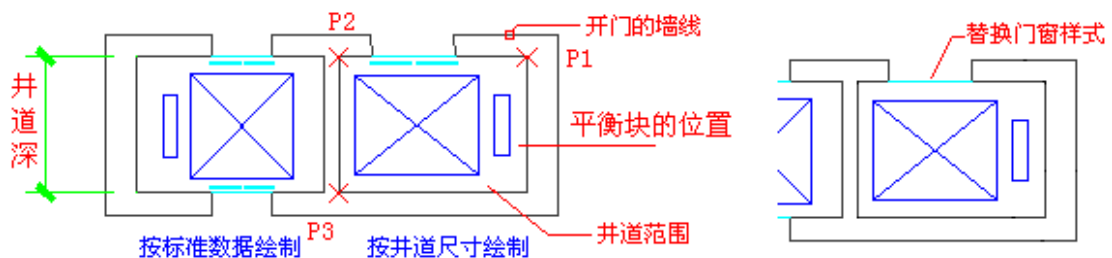 P2
开门的墙线
P1
替换门窗样式
井道深
平衡块的位置
P3
井道范围
按标准数据绘制
按井道尺寸绘制